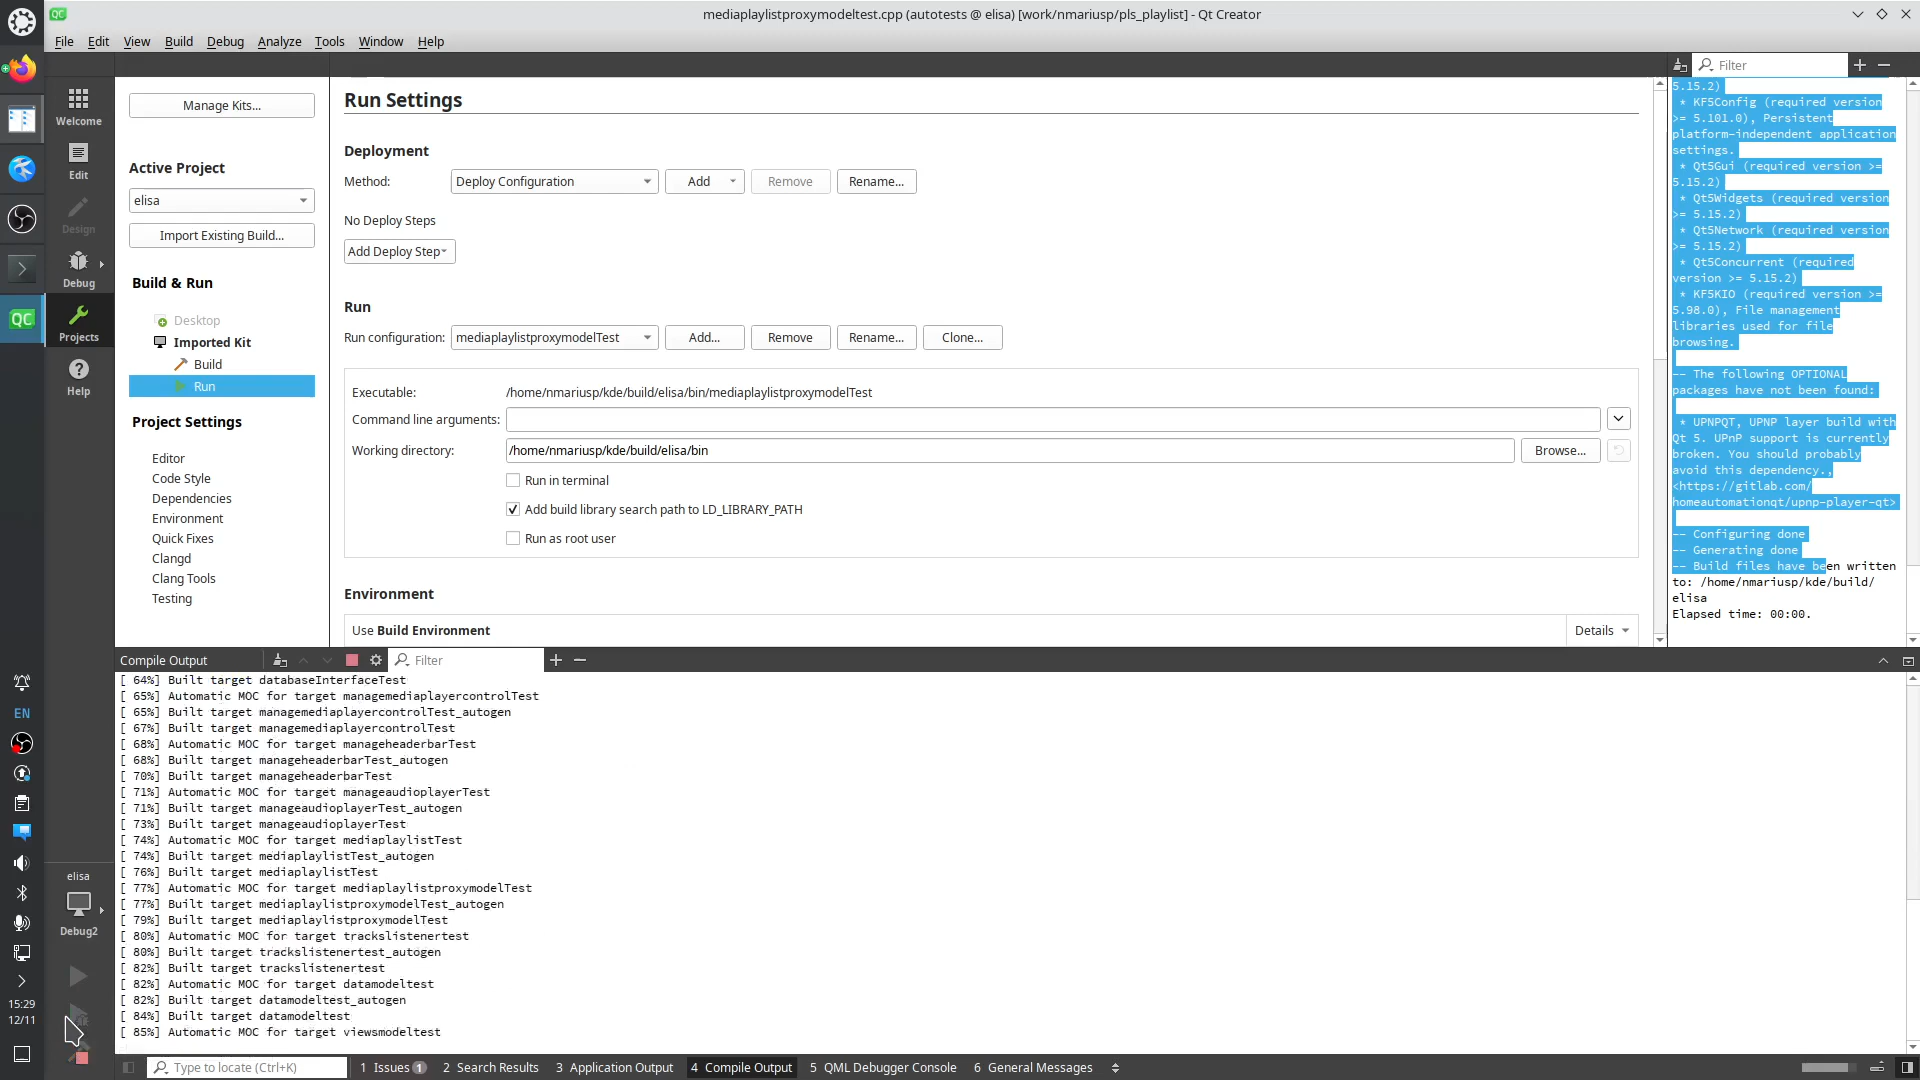 QC
mediaplaylistproxymodeltest.cpp (autotests @ elisa) [work/nmariusp/pls_playlist] - Qt Creator
File Edit View Build Debug Analyze Tools Window Help
Filter
Welcome
Edit
Design
Debug
QC
Projects
Help
Manage Kits...
Active Project
elisa
Import Existing Build...
Build & Run
Desktop
Imported Kit
Build
Run
Project Settings
Editor
Code Style
Dependencies
Environment
Quick Fixes
Clangd
Clang Tools
Testing
Run Settings
Deployment
Method: Deploy Configuration Add Remove Rename...
No Deploy Steps
Add Deploy Step
Run
Run configuration: mediaplaylistproxymodelTest Add... Remove Rename... Clone...
Executable: /home/nmariusp/kde/build/elisa/bin/mediaplaylistproxymodelTest
Command line arguments:
Working directory: /home/nmariusp/kde/build/elisa/bin Browse...
Run in terminal
Add build library search path to LD_LIBRARY_PATH
Run as root user
Environment
Use Build Environment Details
5.15.2)
* KF5Config (required version
>= 5.101.0), Persistent
platform-independent application
settings.
* Qt5Gui (required version >=
5.15.2)
* Qt5Widgets (required version
>= 5.15.2)
* Qt5Network (required version
>= 5.15.2)
* Qt5Concurrent (required
version >= 5.15.2)
* KF5KIO (required version >=
5.98.0), File management
libraries used for file
browsing.
-- The following OPTIONAL
packages have not been found:
* UPNPQT, UPNP layer build with
Qt 5. UPnP support is currently
broken. You should probably
avoid this dependency.,
<https://gitlab.com/
homeautomationqt/upnp-player-qt>
-- Configuring done
-- Generating done
-- Build files have been written
to: /home/nmariusp/kde/build/
elisa
Elapsed time: 00:00.
Compile Output Filter
[ 64%] Built target databaseInterfaceTest
[ 65%] Automatic MOC for target managemediaplayercontrolTest
[ 65%] Built target managemediaplayercontrolTest_autogen
[ 67%] Built target managemediaplayercontrolTest
[ 68%] Automatic MOC for target manageheaderbarTest
[ 68%] Built target manageheaderbarTest_autogen
[ 70%] Built target manageheaderbarTest
[ 71%] Automatic MOC for target manageaudioplayerTest
[ 71%] Built target manageaudioplayerTest_autogen
[ 73%] Built target manageaudioplayerTest
[ 74%] Automatic MOC for target mediaplaylistTest
[ 74%] Built target mediaplaylistTest_autogen
[ 76%] Built target mediaplaylistTest
[ 77%] Automatic MOC for target mediaplaylistproxymodelTest
[ 77%] Built target mediaplaylistproxymodelTest_autogen
[ 79%] Built target mediaplaylistproxymodelTest
[ 80%] Automatic MOC for target trackslistenertest
[ 80%] Built target trackslistenertest_autogen
[ 82%] Built target trackslistenertest
[ 82%] Automatic MOC for target datamodeltest
[ 82%] Built target datamodeltest_autogen
[ 84%] Built target datamodeltest
[ 85%] Automatic MOC for target viewsmodeltest
EN
elisa
Debug2
15:29
12/11
Type to locate (Ctrl+K) 1 Issues 1 2 Search Results 3 Application Output 4 Compile Output 5 QML Debugger Console 6 General Messages